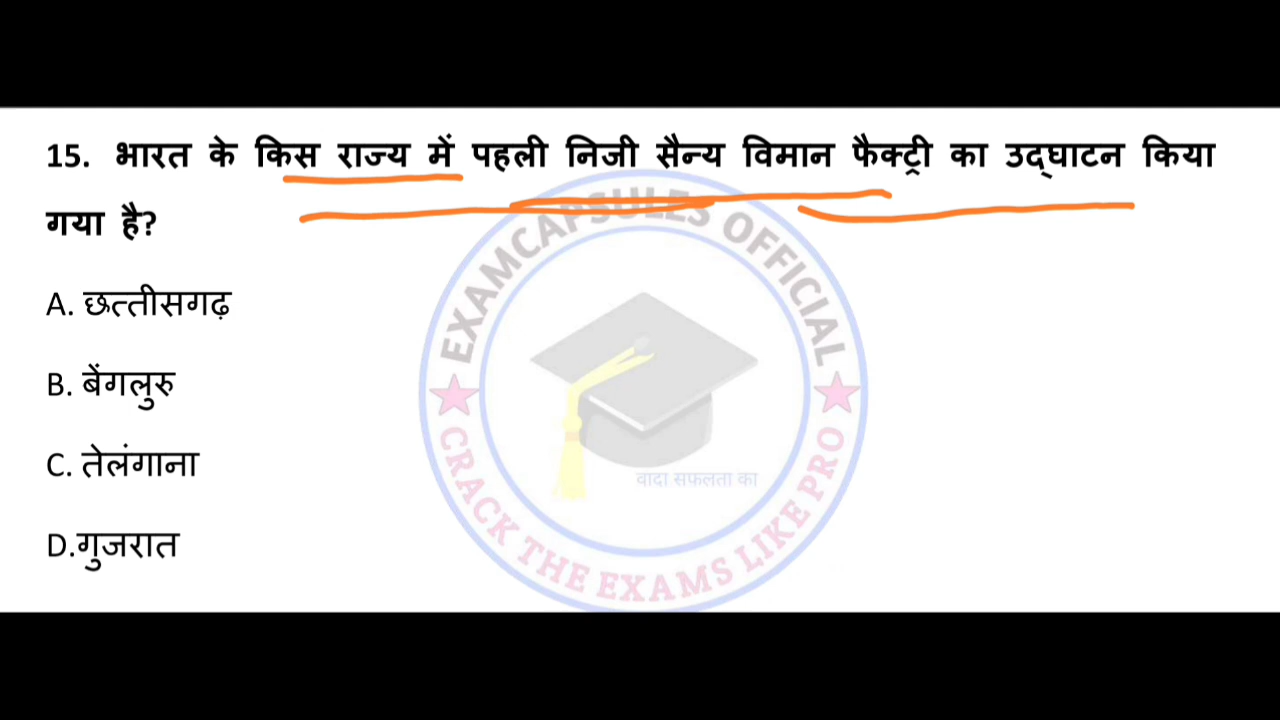 15. भारत के किस राज्य में पहली निजी सैन्य विमान फैक्ट्री का उद्घाटन किया
गया है?
A. छत्तीसगढ़
B. बेंगलुरु
C. तेलंगाना
D.गुजरात
EXAMCAPSULES OFFICIAL
वादा सफलता का
CRACK THE EXAMS LIKE PRO